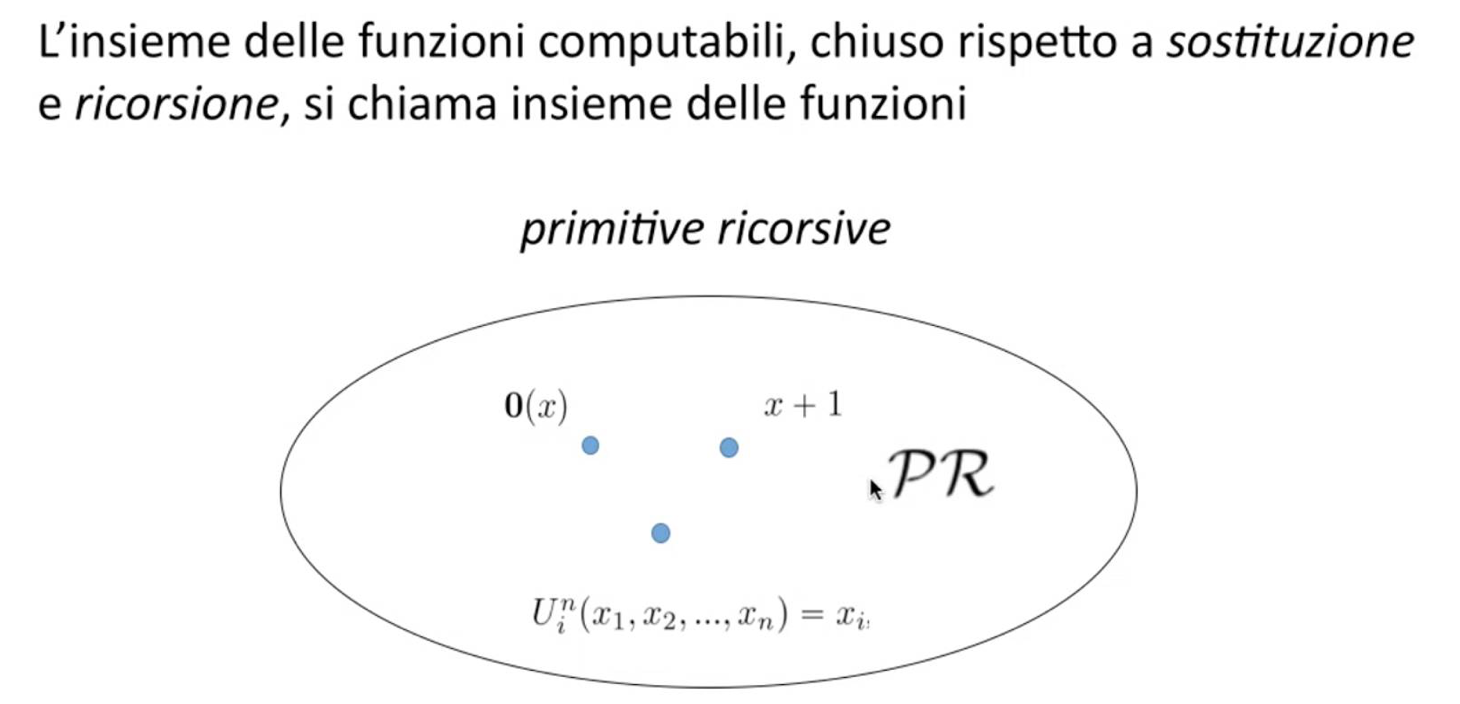 L’insieme delle funzioni computabili, chiuso rispetto a sostituzione
e ricorsione, si chiama insieme delle funzioni
primitive ricorsive
0(x)
x + 1
PR
U_i^n(x_1, x_2, ..., x_n) = x_i